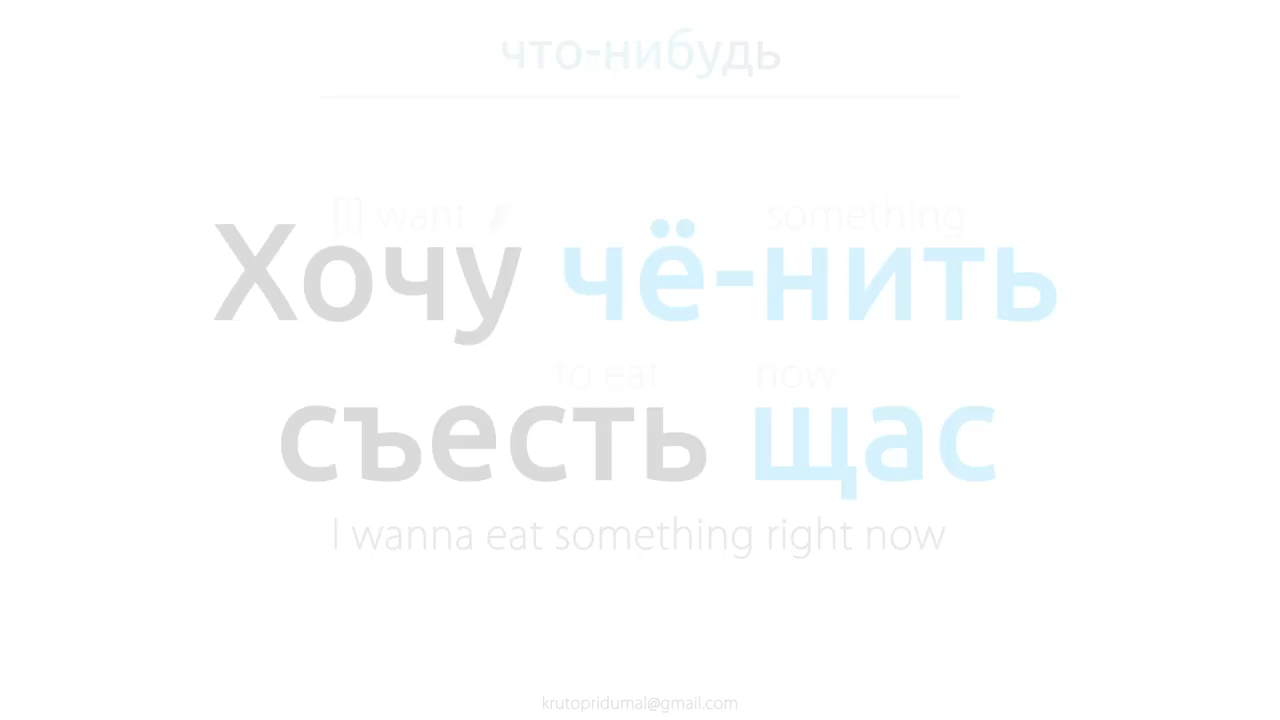 что-нибудь
[I] want something
Хочу чё-нить
to eat now
съесть щас
I wanna eat something right now
krutopridumal@gmail.com